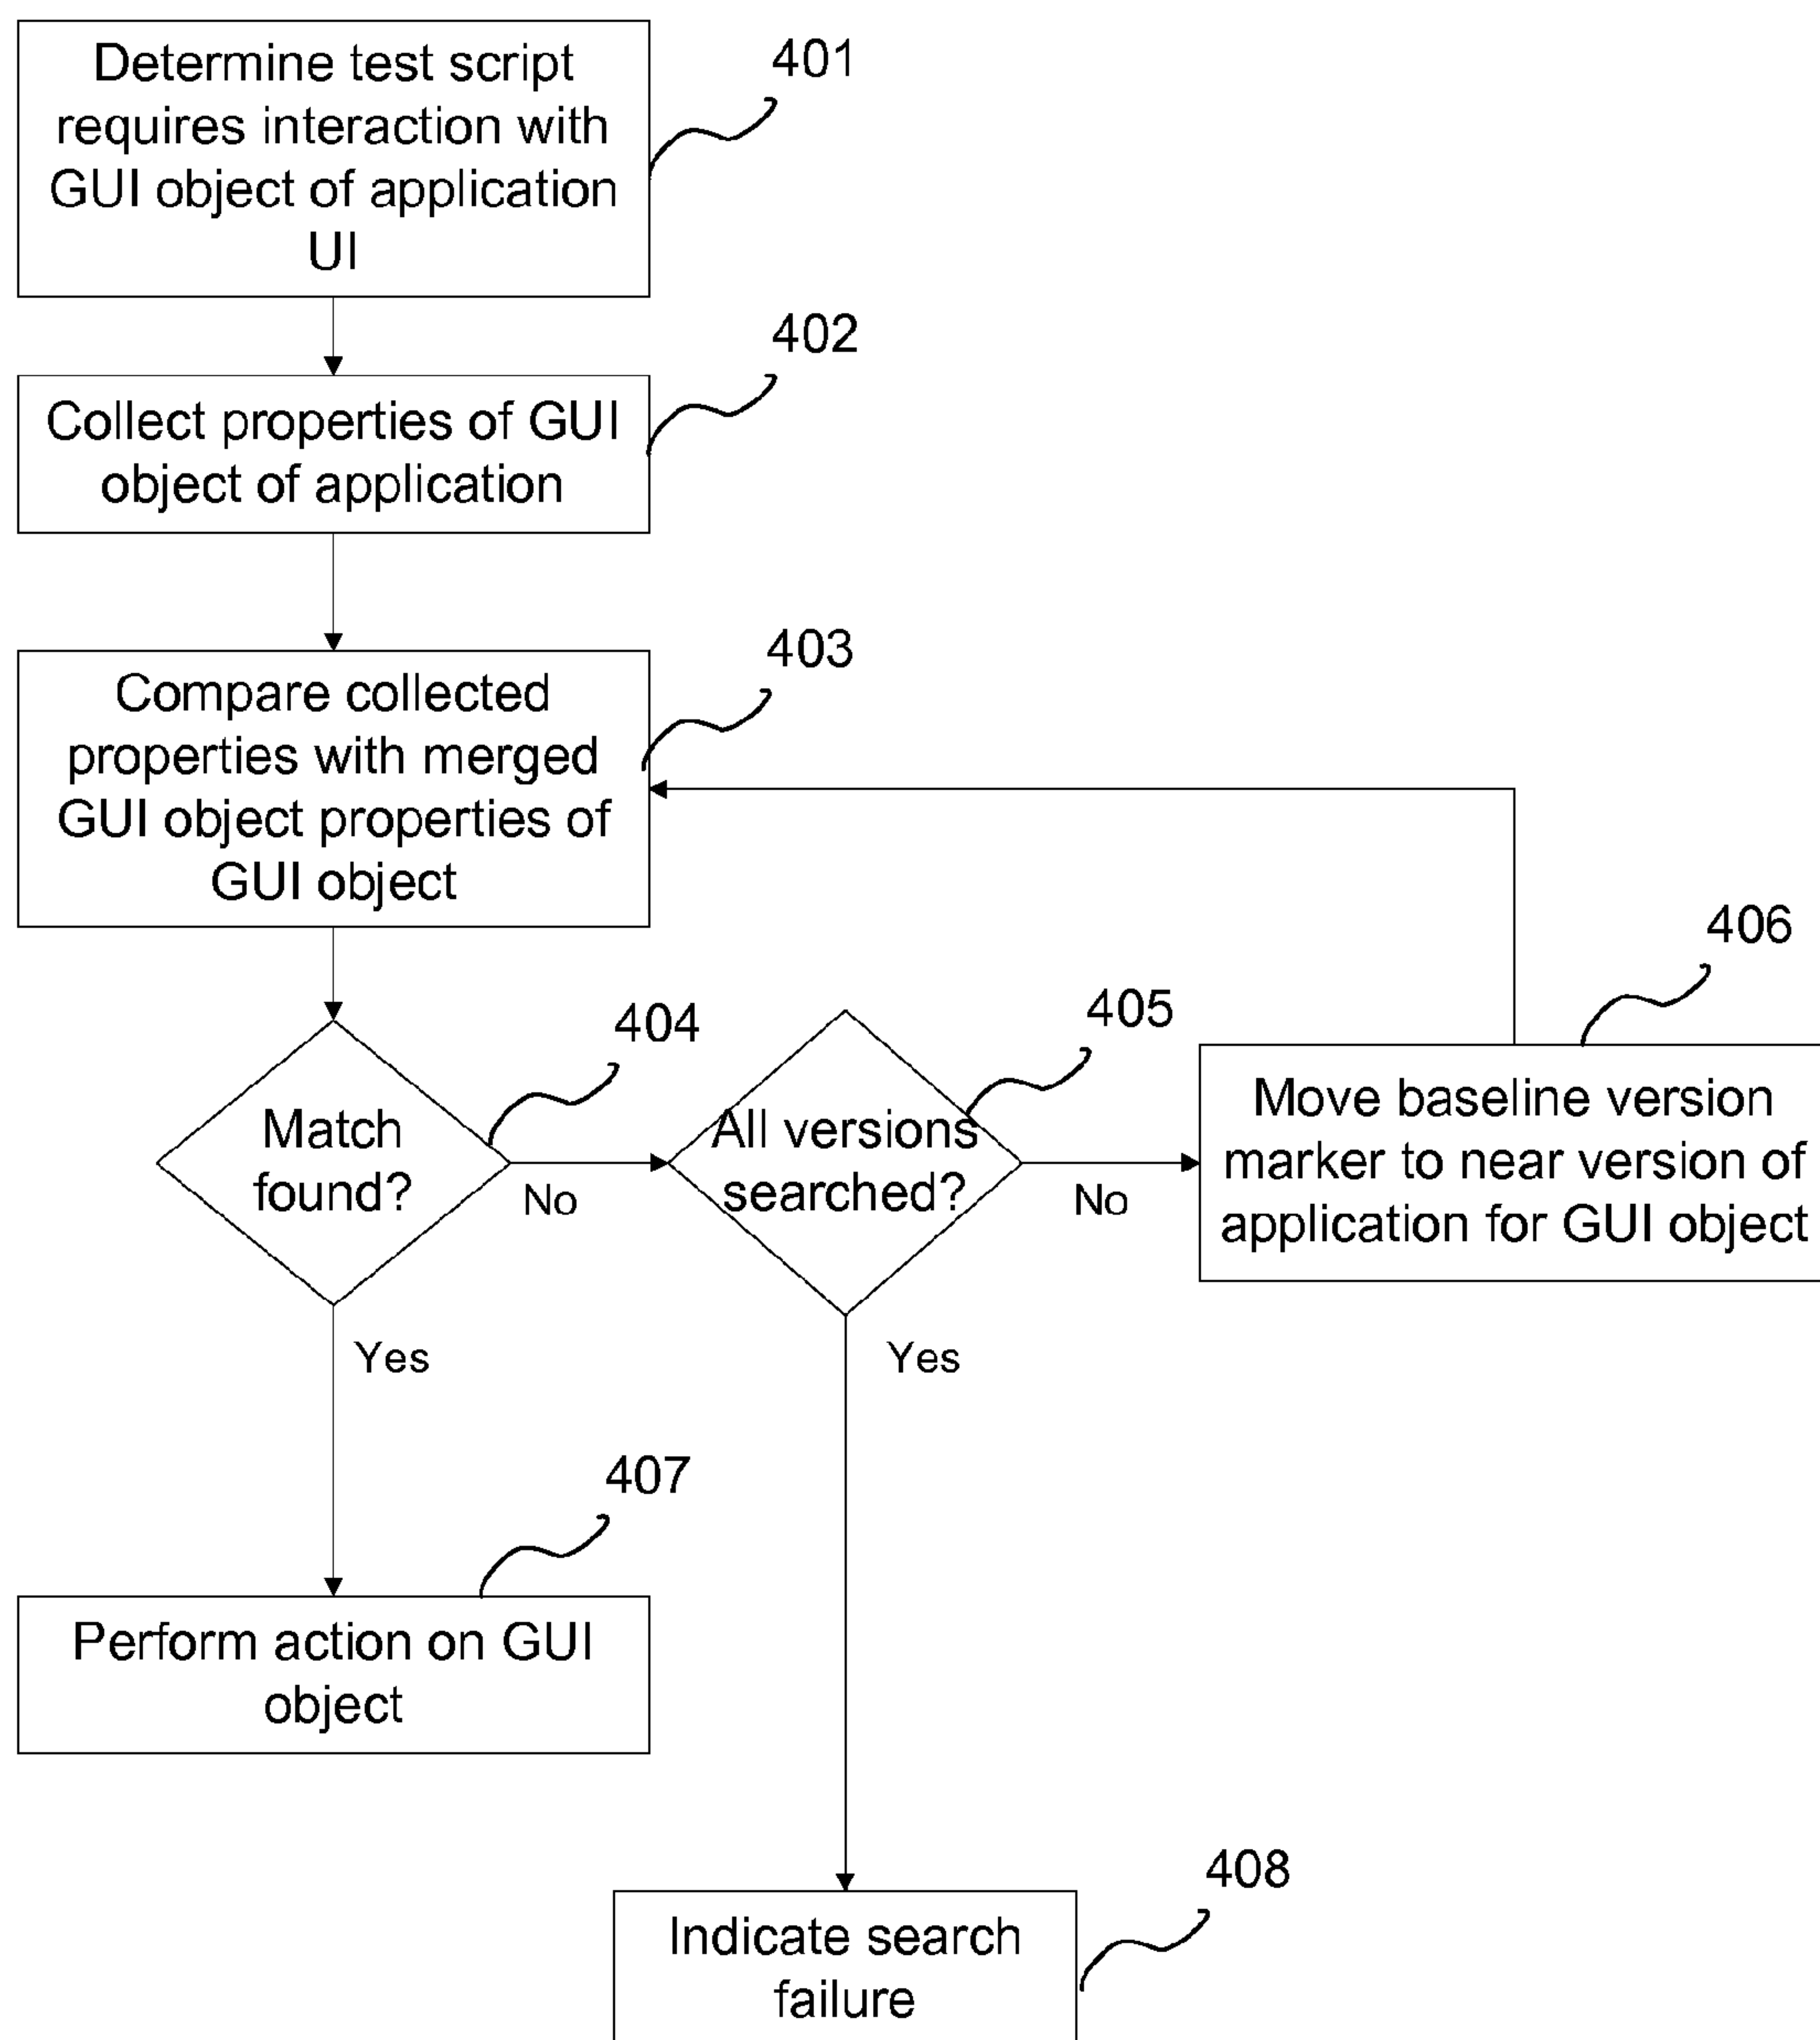 Determine test script
requires interaction with
GUI object of application
UI
401
Collect properties of GUI
object of application
402
Compare collected
properties with merged
GUI object properties of
GUI object
403
Match
found?
404
No
Yes
All versions
searched?
405
No
Yes
Move baseline version
marker to near version of
application for GUI object
406
Perform action on GUI
object
407
Indicate search
failure
408